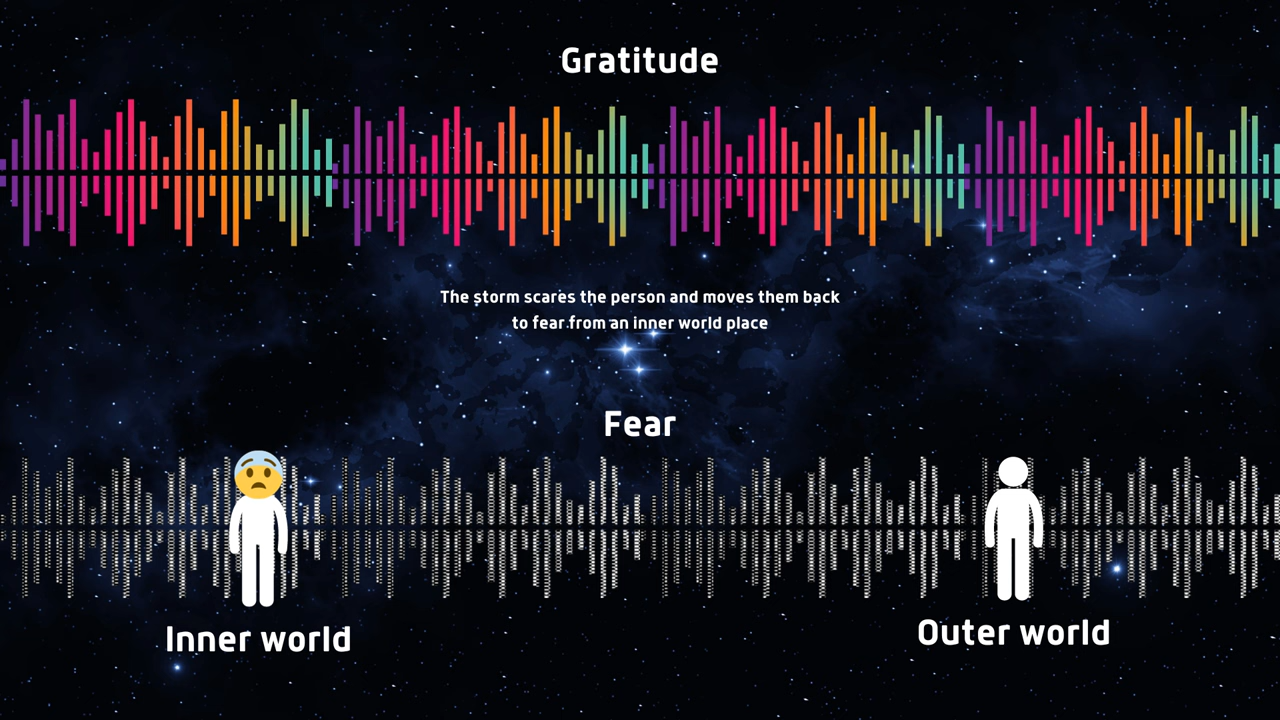 Gratitude
The storm scares the person and moves them back
to fear from an inner world place
Fear
Inner world
Outer world